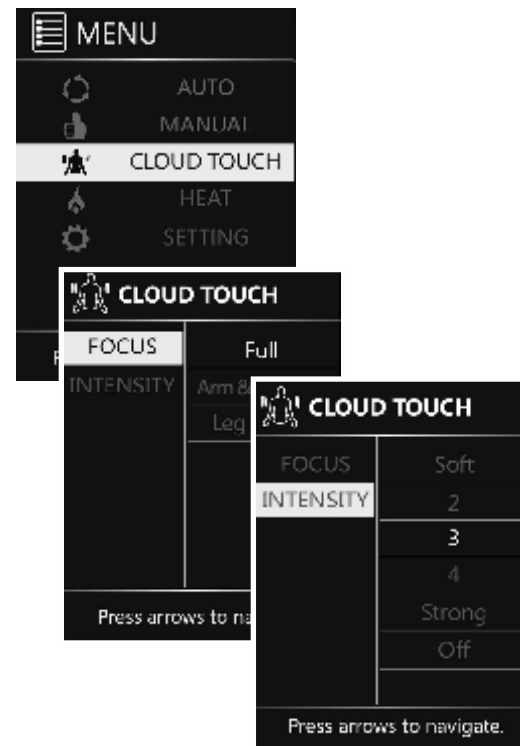 MENU
AUTO
MANUAL
CLOUD TOUCH
HEAT
SETTING
CLOUD TOUCH
FOCUS Full
INTENSITY Arm &
Leg
Press arrows to
CLOUD TOUCH
FOCUS Soft
INTENSITY 2
3
4
Strong
Off
Press arrows to navigate.